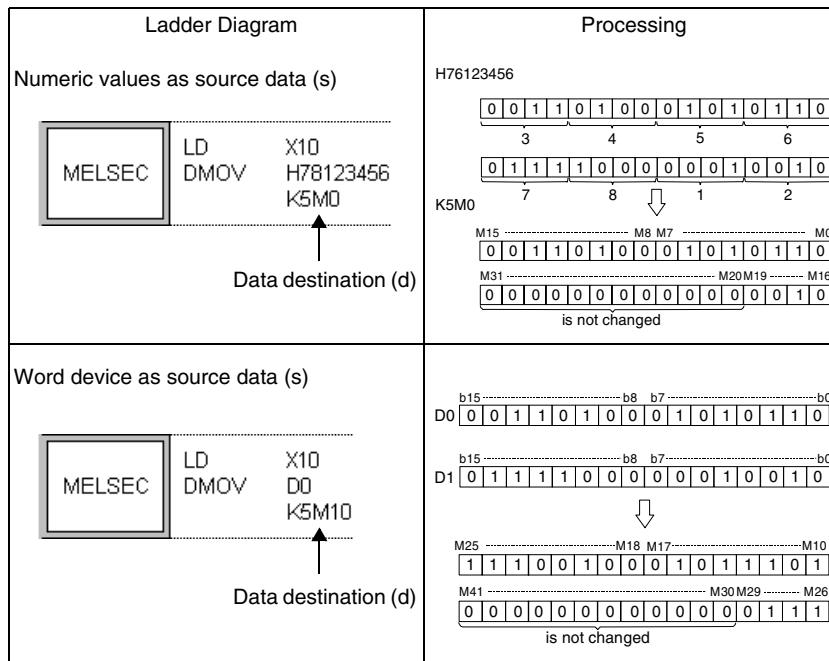 Ladder Diagram
Processing
Numeric values as source data (s)
MELSEC
LD X10
DMOV H78123456
K5M0
Data destination (d)
H76123456
0 0 1 1 0 1 0 0 0 1 0 1 0 1 1 0
3 4 5 6
0 1 1 1 1 0 0 0 0 0 0 1 0 0 1 0
7 8 1 2
K5M0
M15 M8 M7 M0
0 0 1 1 0 1 0 0 0 1 0 1 0 1 1 0
M31 M20 M19 M16
0 0 0 0 0 0 0 0 0 0 0 0 0 0 1 0
is not changed
Word device as source data (s)
MELSEC
LD X10
DMOV D0
K5M10
Data destination (d)
b15 b8 b7 b0
D0 0 0 1 1 0 1 0 0 0 1 0 1 0 1 1 0
b15 b8 b7 b0
D1 0 1 1 1 1 0 0 0 0 0 0 1 0 0 1 0
M25 M18 M17 M10
1 1 1 0 0 1 0 0 0 1 0 1 1 1 0 1
M41 M30 M29 M26
0 0 0 0 0 0 0 0 0 0 0 0 0 1 1 1
is not changed